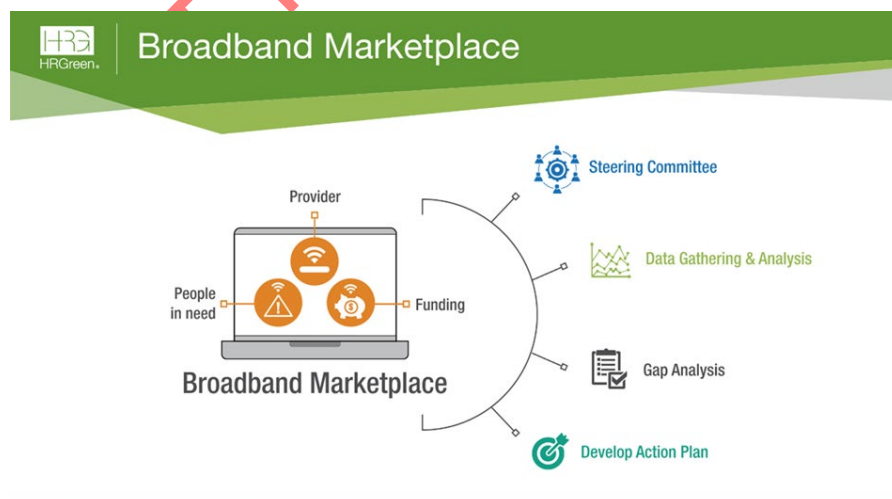 HRG
HRGreen.
Broadband Marketplace
Steering Committee
Provider
Data Gathering & Analysis
People
in need
$
Funding
Gap Analysis
Broadband Marketplace
Develop Action Plan